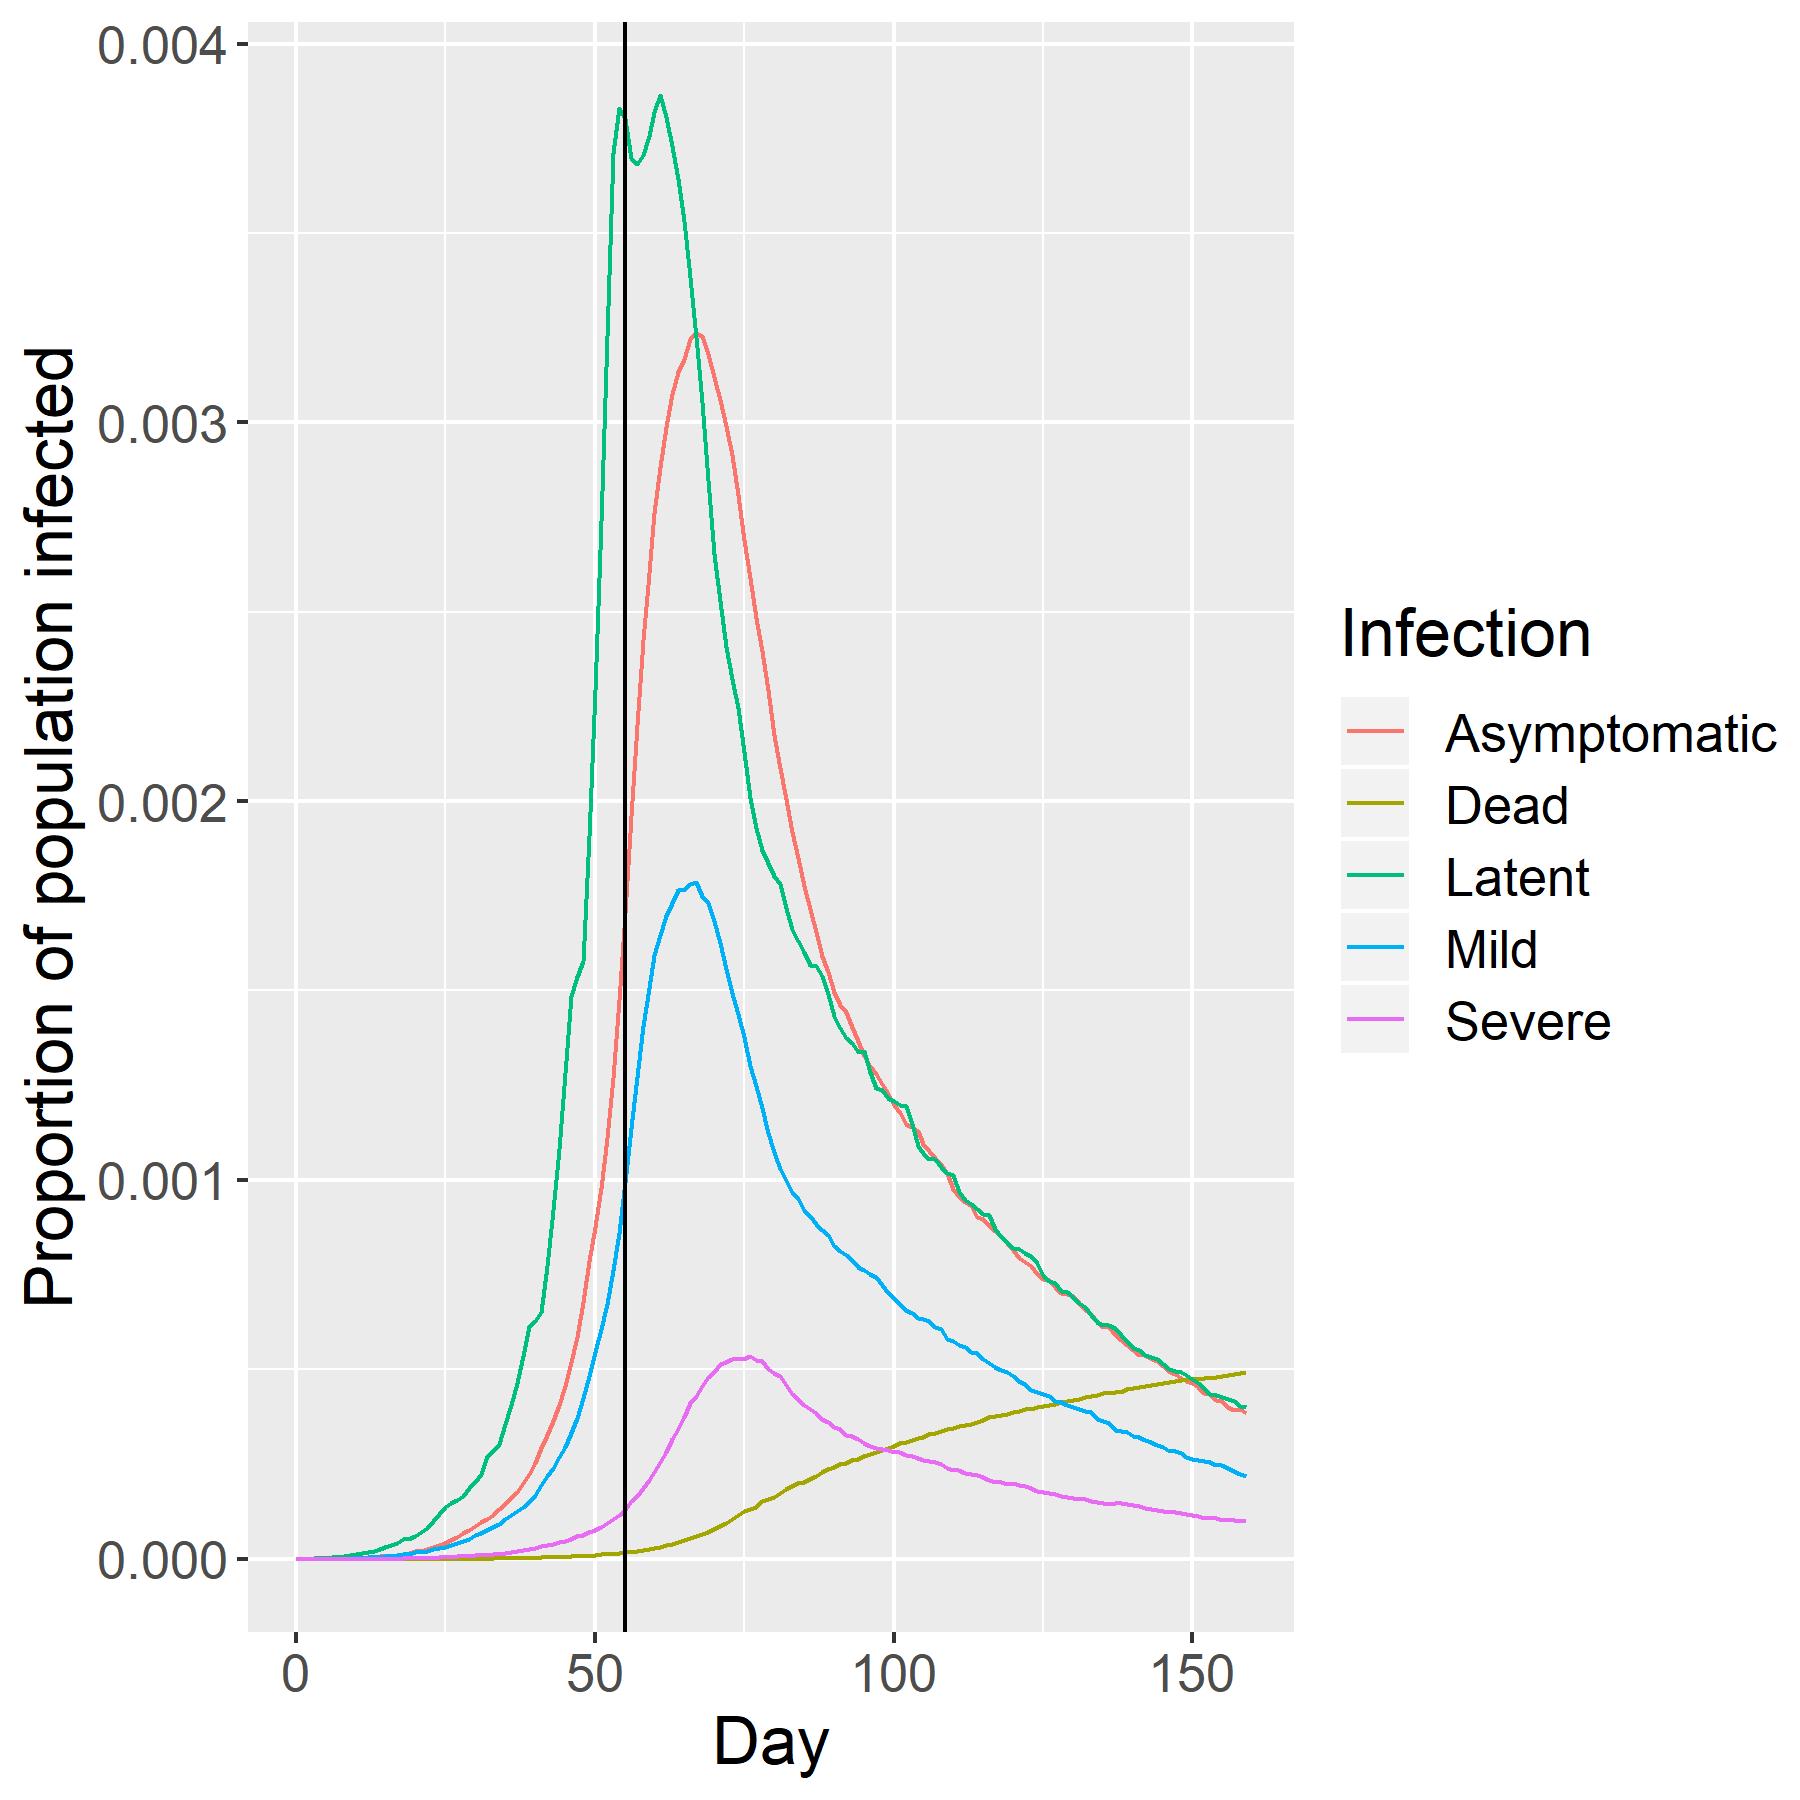 0.004
0.003
0.002
0.001
0.000
Proportion of population infected
0
50
100
150
Day
Infection
Asymptomatic
Dead
Latent
Mild
Severe